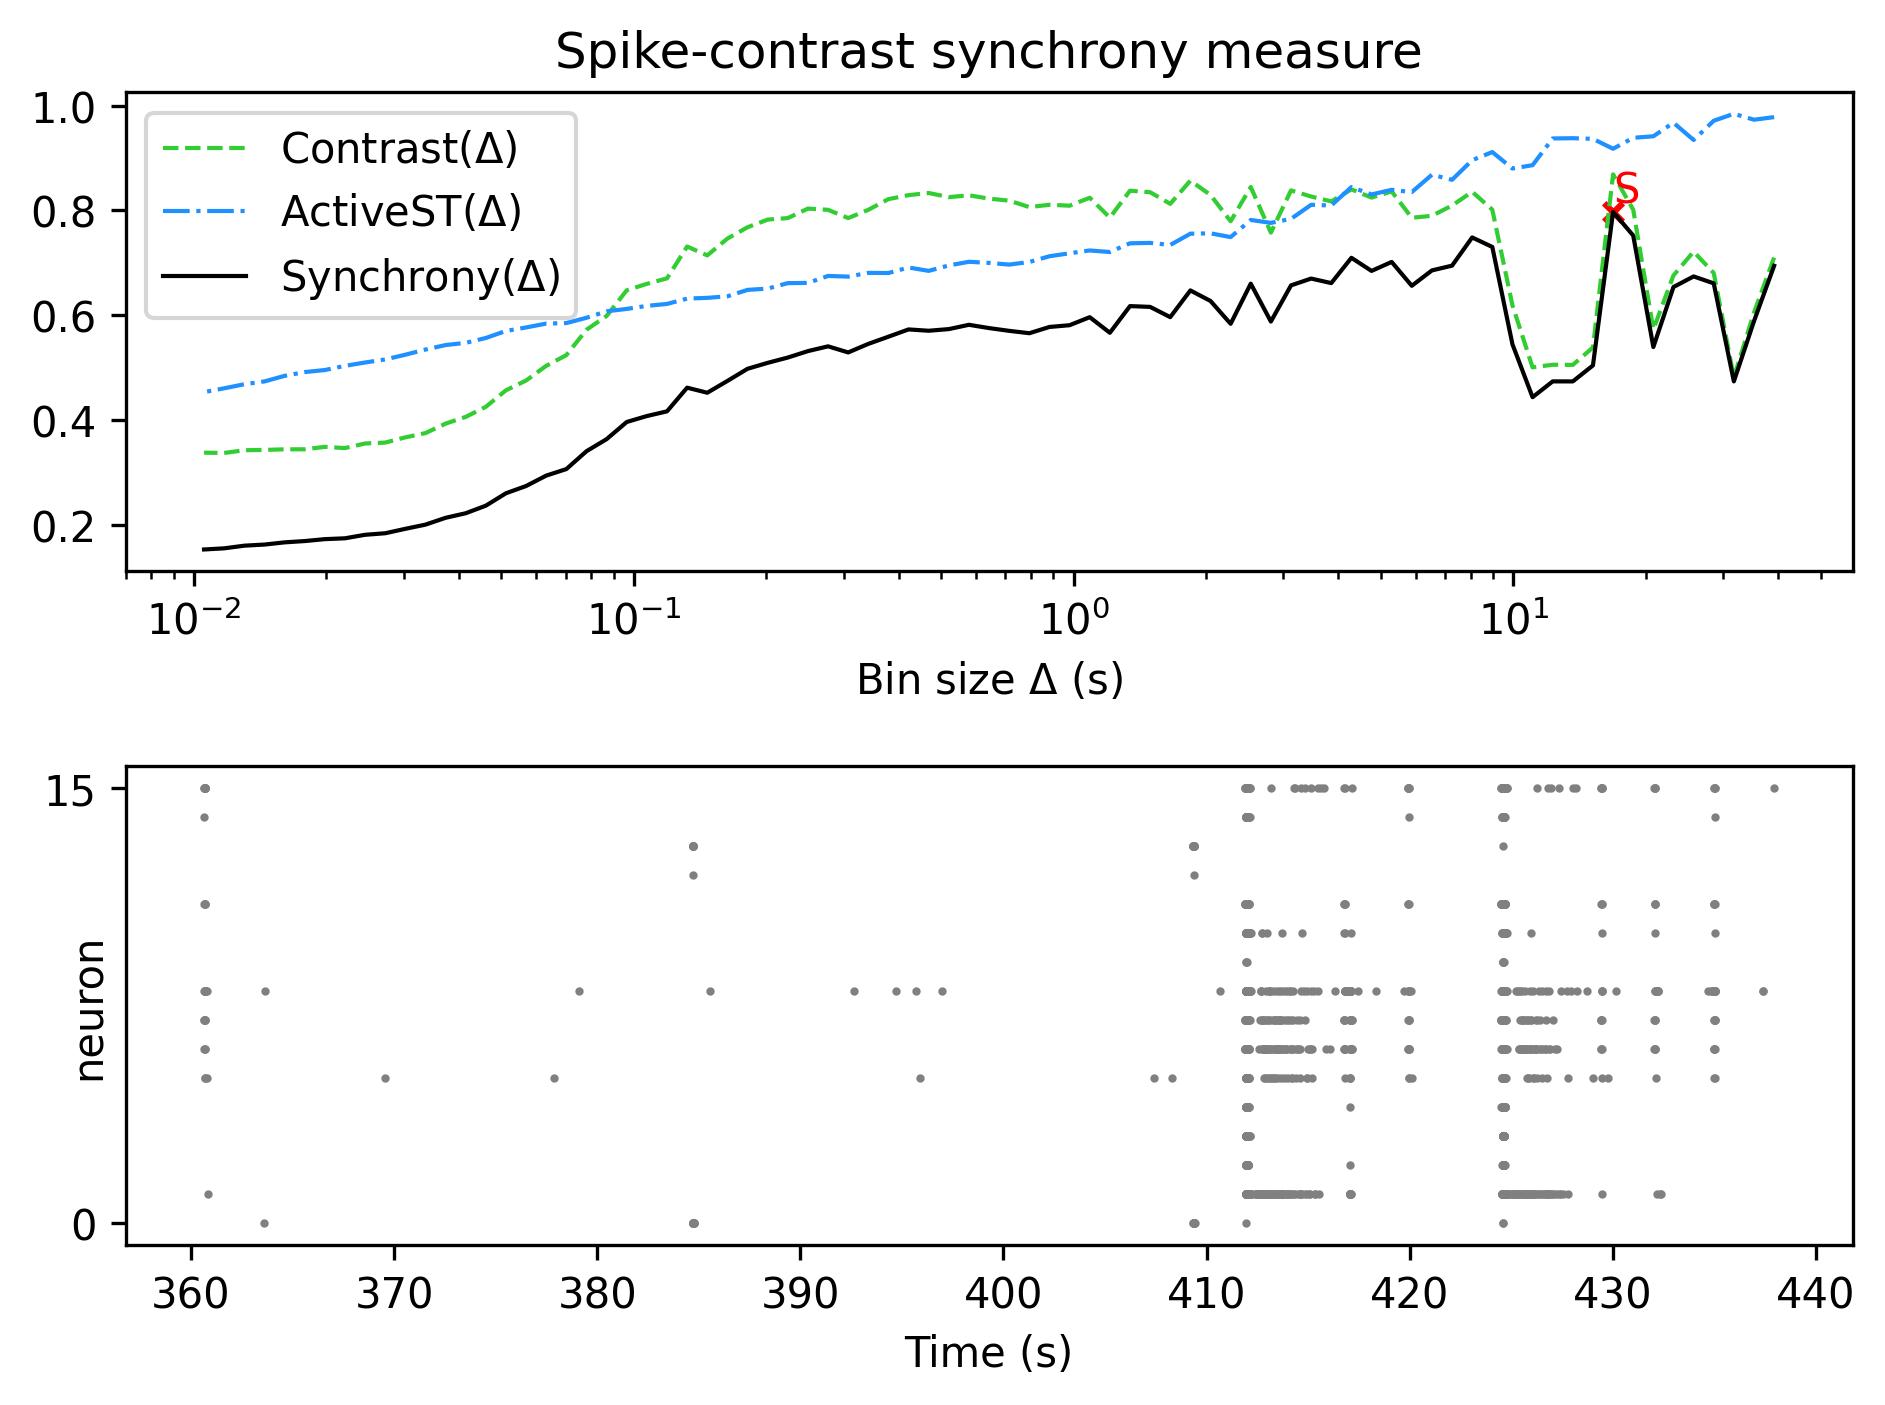 Spike-contrast synchrony measure
1.0
0.8
0.6
0.4
0.2
Contrast(Δ)
ActiveST(Δ)
Synchrony(Δ)
S
10⁻² 10⁻¹ 10⁰ 10¹
Bin size Δ (s)
15
0
neuron
360 370 380 390 400 410 420 430 440
Time (s)